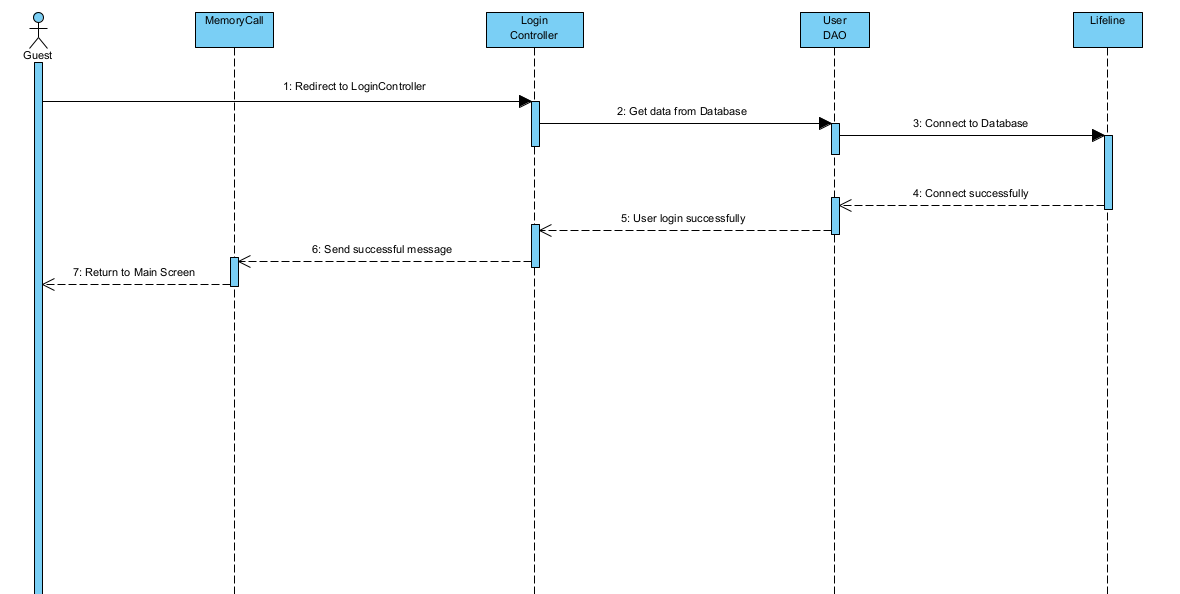 MemoryCall
Login
Controller
User
DAO
Lifeline
Guest
1: Redirect to LoginController
2: Get data from Database
3: Connect to Database
4: Connect successfully
5: User login successfully
6: Send successful message
7: Return to Main Screen